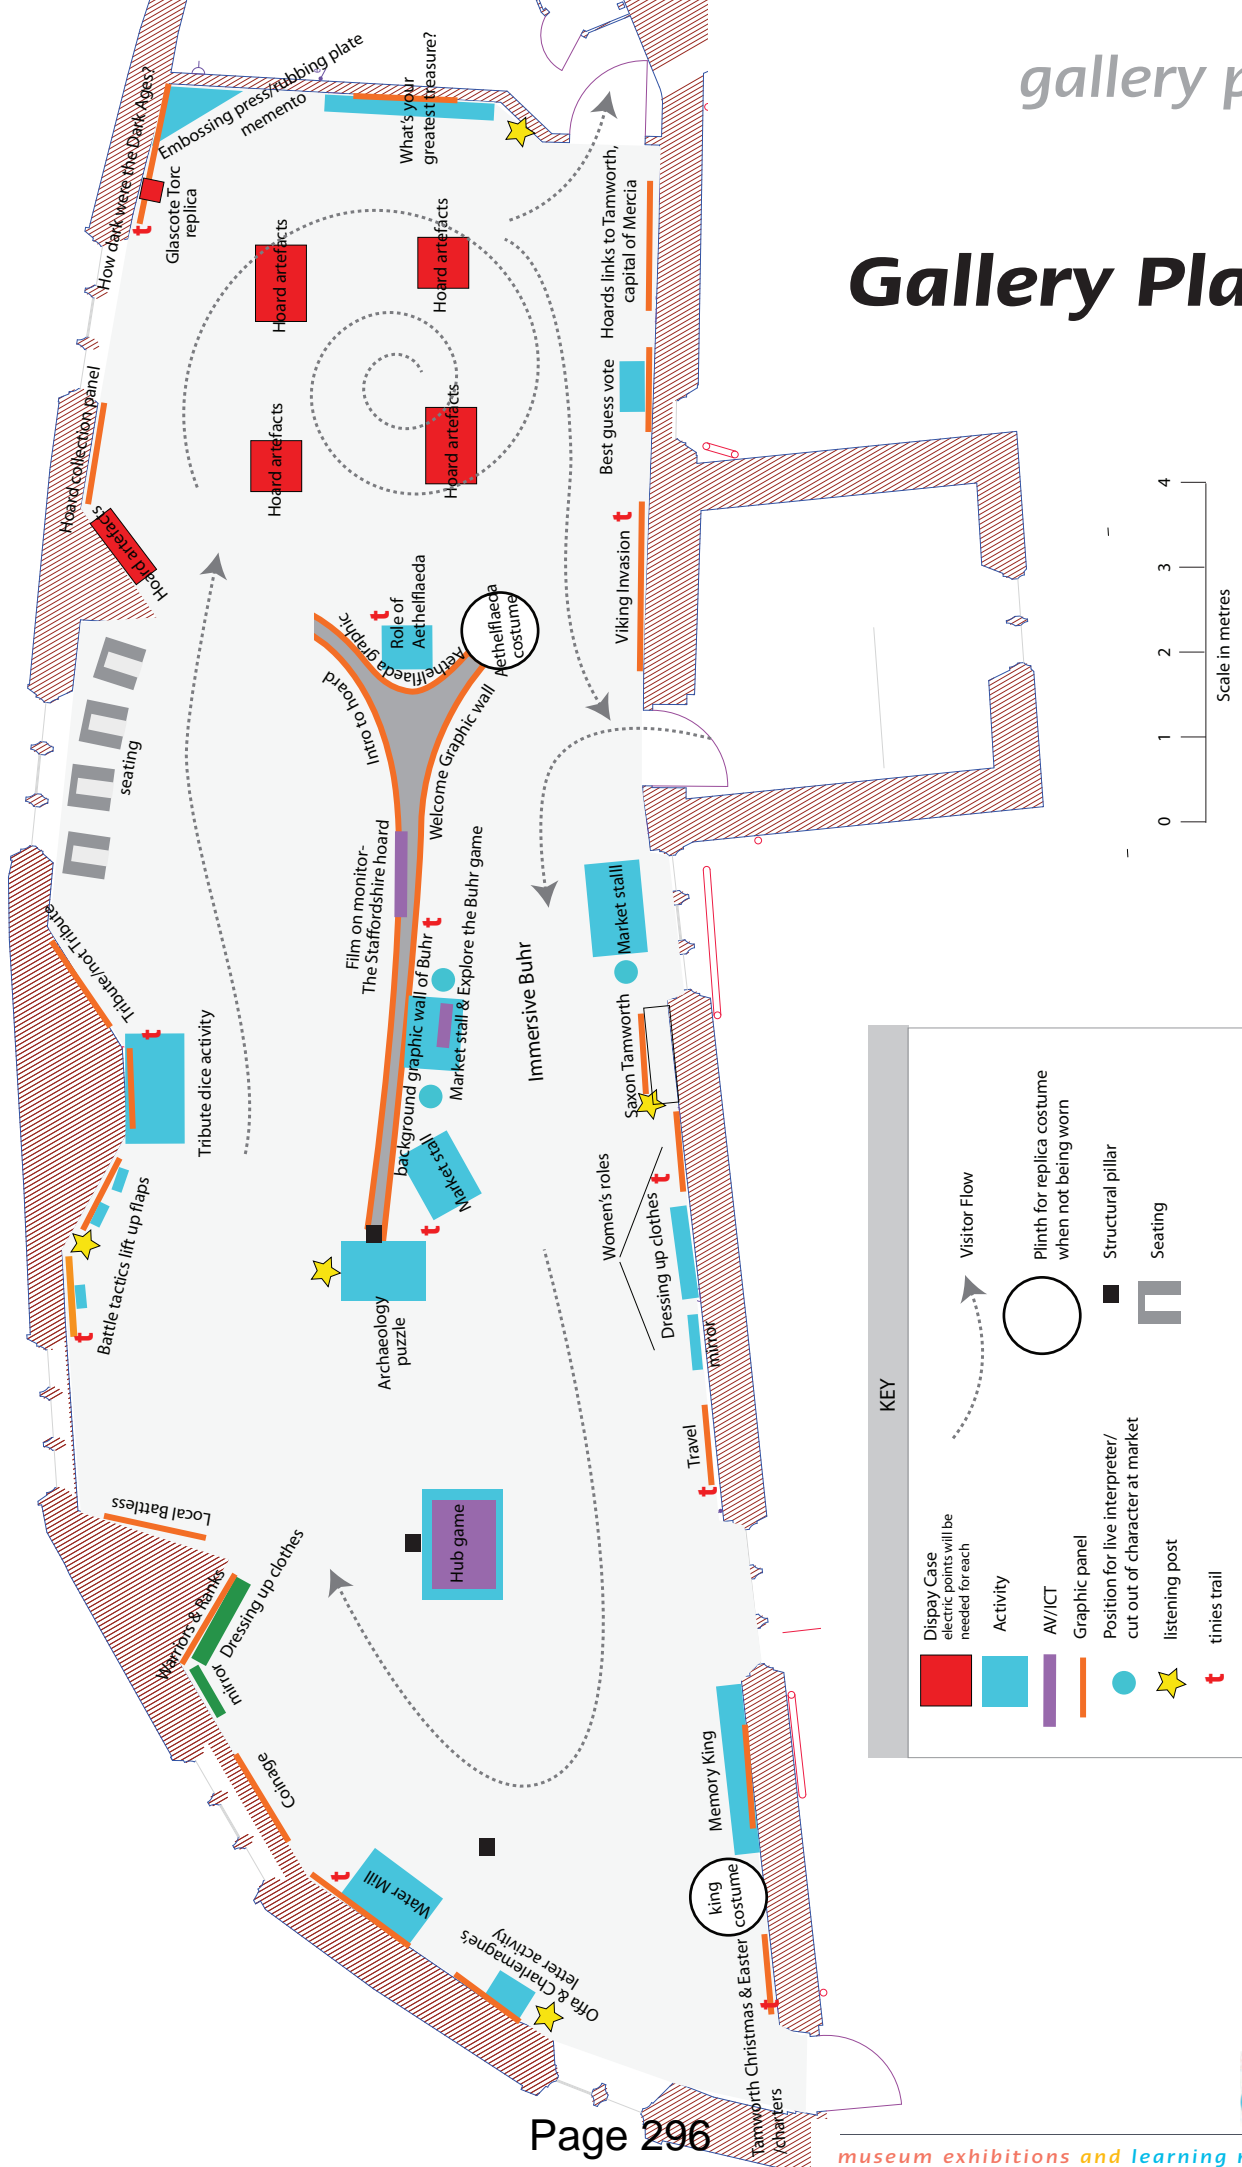 gallery p
Gallery Pla
How dark were the Dark Ages?
Embossing press/rubbing plate
memento
What's your
greatest treasure?
Glascote Torc
replica
t
Hoard artefacts
Hoard artefacts
Hoard artefacts
Hoard artefacts
Hoards links to Tamworth,
capital of Mercia
Best guess vote
Hoard collection panel
Hoard artefacts
Viking Invasion
t
Role of
Aethelflaeda
t
Aethelflaeda graphic
Aethelflaeda
costume
Intro to hoard
Welcome Graphic wall
seating
Film on monitor-
The Staffordshire hoard
background graphic wall of Buhr
t
Market stall & Explore the Buhr game
Immersive Buhr
Market stalll
Saxon Tamworth
Tribute/not Tribute
t
Tribute dice activity
Market stall
t
Battle tactics lift up flaps
t
Archaeology
puzzle
Women's roles
t
Dressing up clothes
mirror
Travel
t
Hub game
Local Battless
Warriors & Ranks
Dressing up clothes
mirror
Coinage
Water Mill
t
Offa & Charlemagne's
letter activity
Memory King
king
costume
Tamworth Christmas & Easter
/charters
t
0 1 2 3 4
Scale in metres
KEY
Dispay Case
electric points will be
needed for each
Activity
AV/ICT
Graphic panel
Position for live interpreter/
cut out of character at market
listening post
t
tinies trail
Visitor Flow
Plinth for replica costume
when not being worn
Structural pillar
Seating
Page 296
museum exhibitions and learning r